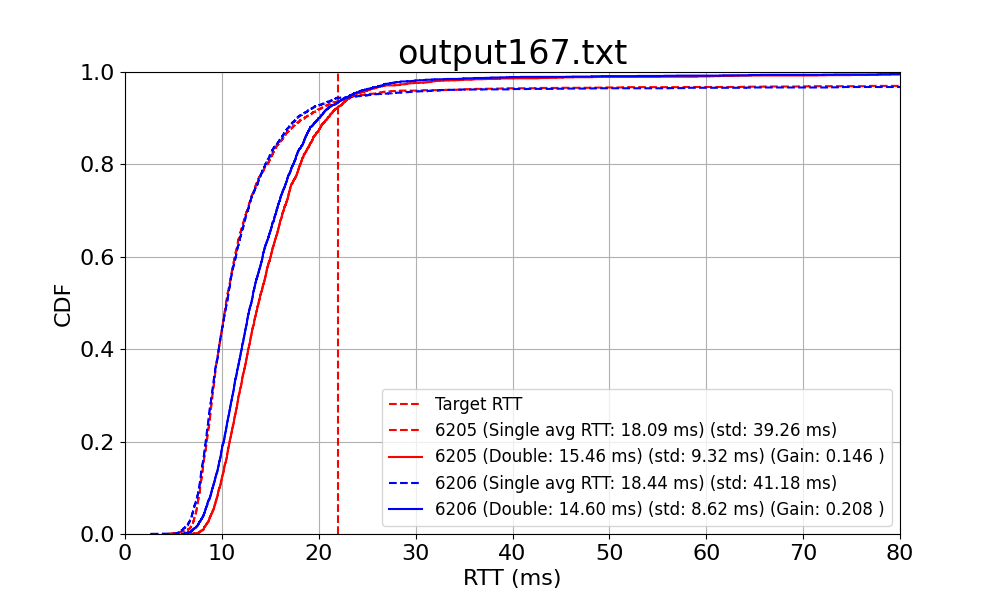 output167.txt
1.0
0.8
0.6
0.4
0.2
0.0
CDF
Target RTT
6205 (Single avg RTT: 18.09 ms) (std: 39.26 ms)
6205 (Double: 15.46 ms) (std: 9.32 ms) (Gain: 0.146 )
6206 (Single avg RTT: 18.44 ms) (std: 41.18 ms)
6206 (Double: 14.60 ms) (std: 8.62 ms) (Gain: 0.208 )
0 10 20 30 40 50 60 70 80
RTT (ms)